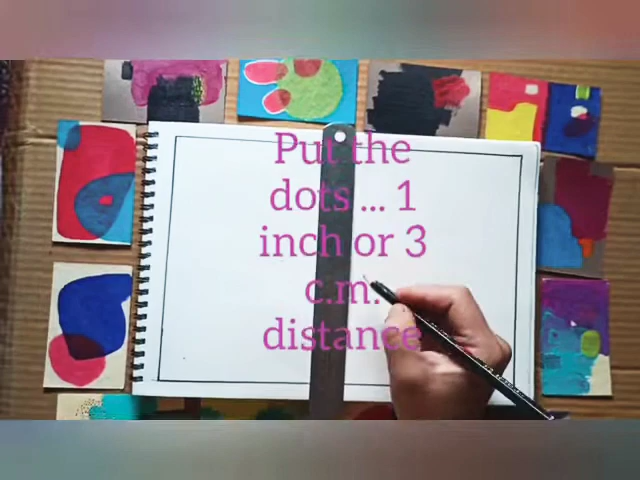 Put the
dots ... 1
inch or 3
c.m.
distance